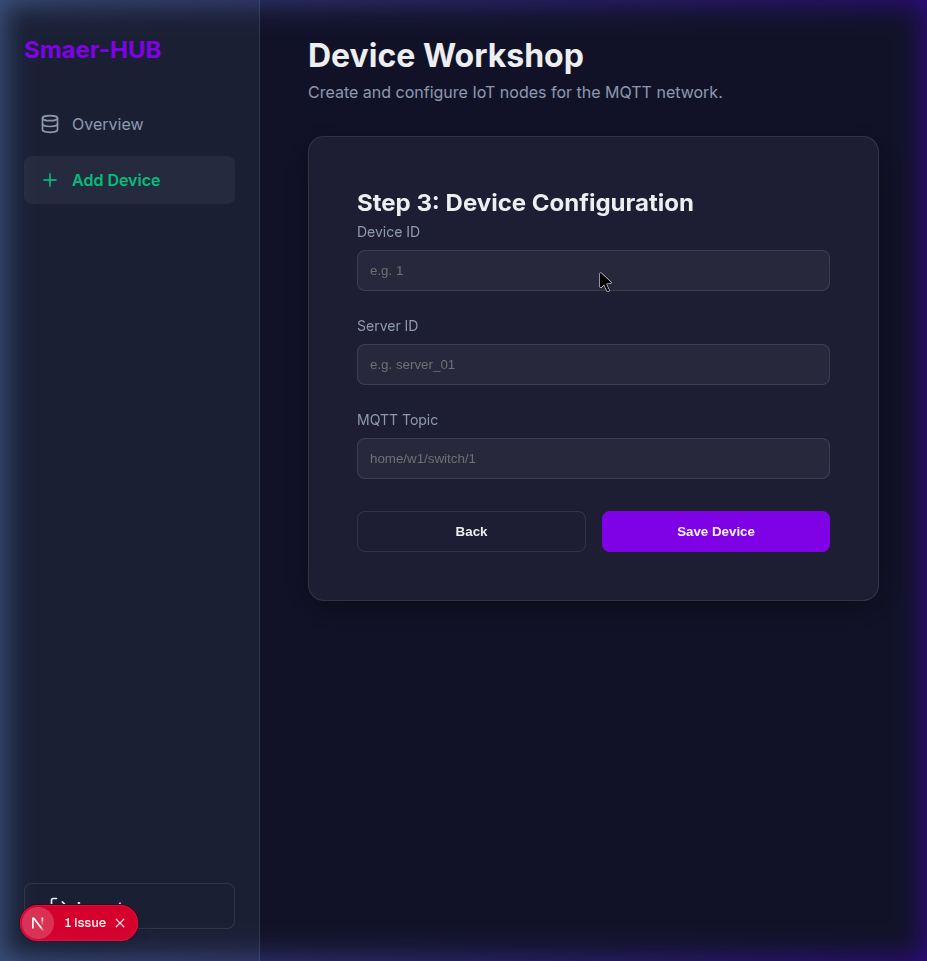 Smaer-HUB
Overview
Add Device
Device Workshop
Create and configure IoT nodes for the MQTT network.
Step 3: Device Configuration
Device ID
e.g. 1
Server ID
e.g. server_01
MQTT Topic
home/w1/switch/1
Back
Save Device
N
1 Issue